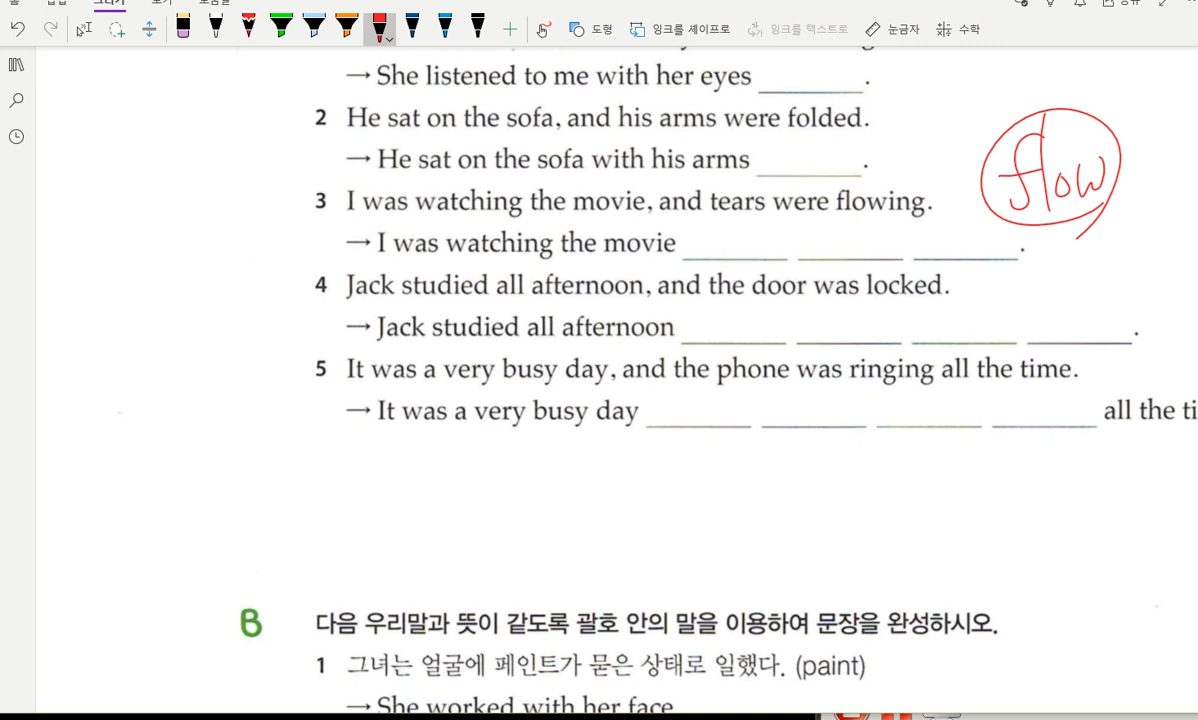 도형
잉크를 셰이프로
잉크를 텍스트로
눈금자
수학
→ She listened to me with her eyes ________.
2 He sat on the sofa, and his arms were folded.
→ He sat on the sofa with his arms ________.
flow
3 I was watching the movie, and tears were flowing.
→ I was watching the movie ________ ________ ________.
4 Jack studied all afternoon, and the door was locked.
→ Jack studied all afternoon ________ ________ ________ ________.
5 It was a very busy day, and the phone was ringing all the time.
→ It was a very busy day ________ ________ ________ ________ all the ti
B 다음 우리말과 뜻이 같도록 괄호 안의 말을 이용하여 문장을 완성하시오.
1 그녀는 얼굴에 페인트가 묻은 상태로 일했다. (paint)
→ She worked with her face